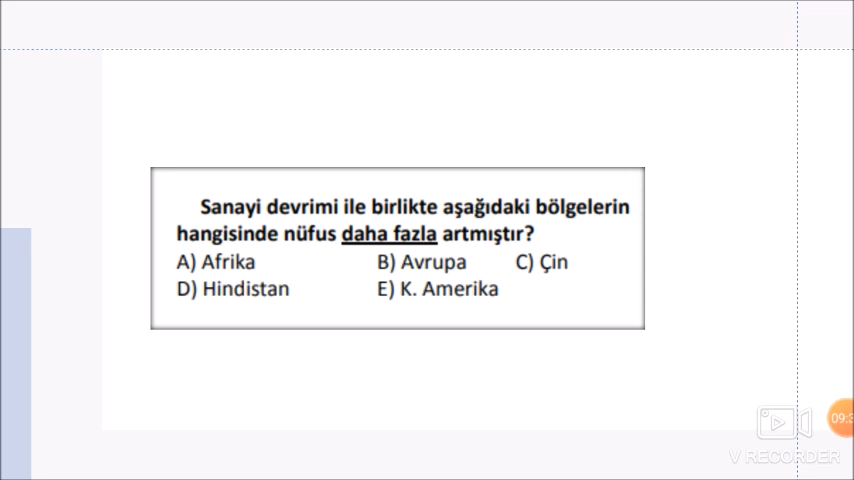 Sanayi devrimi ile birlikte aşağıdaki bölgelerin
hangisinde nüfus daha fazla artmıştır?
A) Afrika B) Avrupa C) Çin
D) Hindistan E) K. Amerika
V RECORDER